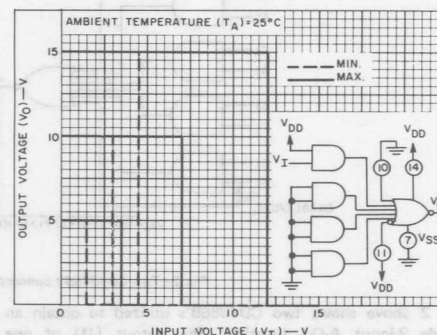 AMBIENT TEMPERATURE (TA)=25°C
15
10
5
0
OUTPUT VOLTAGE (VO)—V
MIN.
MAX.
VDD
VDD
VI
10
14
7
VSS
11
VDD
5
10
15
INPUT VOLTAGE (VI)—V